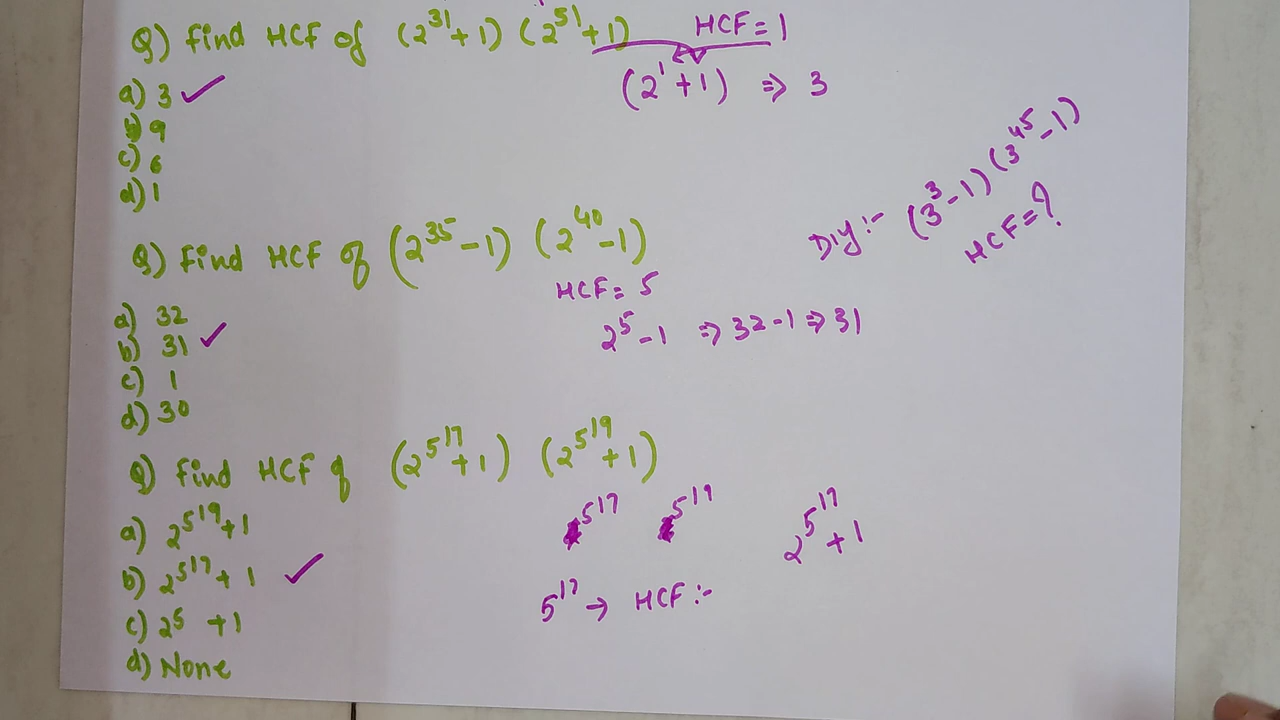 Q) Find HCF of (2^31+1) (2^51+1) HCF=1
(2^1+1) => 3
a) 3 ✓
b) 9
c) 6
d) 1
DIY:- (3^3-1) (3^45-1)
HCF=?
Q) Find HCF of (2^35-1) (2^40-1)
HCF= 5
2^5-1 => 32-1 => 31
a) 32
b) 31 ✓
c) 1
d) 30
Q) Find HCF of (2^5^17+1) (2^5^19+1)
5^17 5^19 2^5^17+1
5^17 → HCF:-
a) 2^5^19+1
b) 2^5^17+1 ✓
c) 2^5 +1
d) None